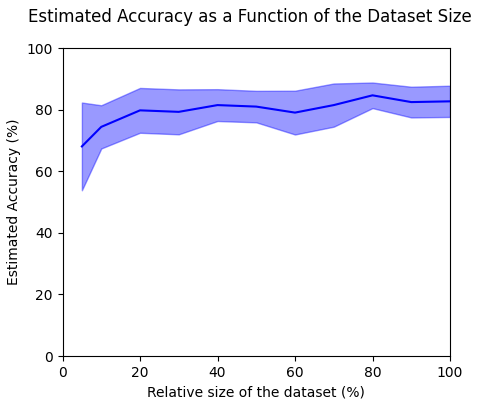 Estimated Accuracy as a Function of the Dataset Size
100
80
60
40
20
0
Estimated Accuracy (%)
0 20 40 60 80 100
Relative size of the dataset (%)